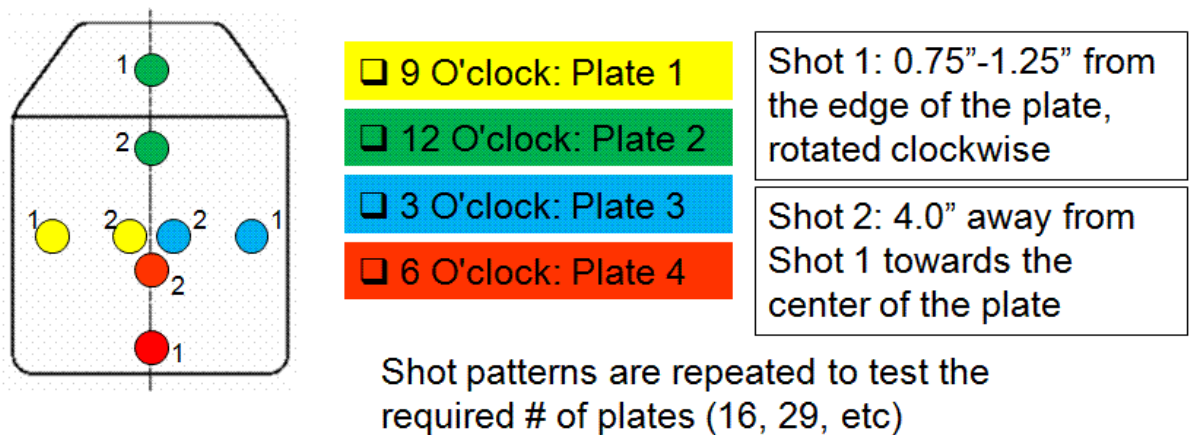 1
2
1
2
2
1
2
1
❑ 9 O'clock: Plate 1
❑ 12 O'clock: Plate 2
❑ 3 O'clock: Plate 3
❑ 6 O'clock: Plate 4
Shot 1: 0.75”-1.25” from
the edge of the plate,
rotated clockwise
Shot 2: 4.0” away from
Shot 1 towards the
center of the plate
Shot patterns are repeated to test the
required # of plates (16, 29, etc)